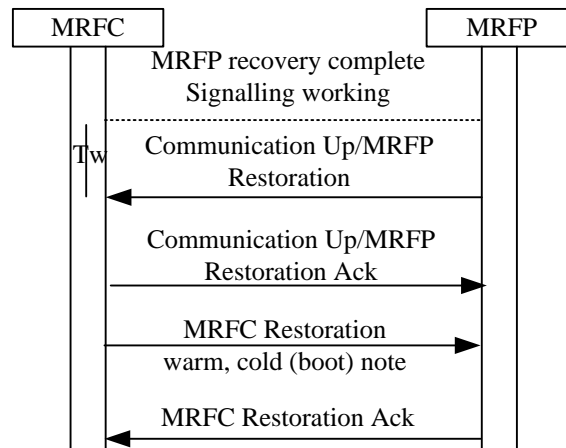 MRFC
MRFP
MRFP recovery complete
Signalling working
Tw
Communication Up/MRFP
Restoration
Communication Up/MRFP
Restoration Ack
MRFC Restoration
warm, cold (boot) note
MRFC Restoration Ack